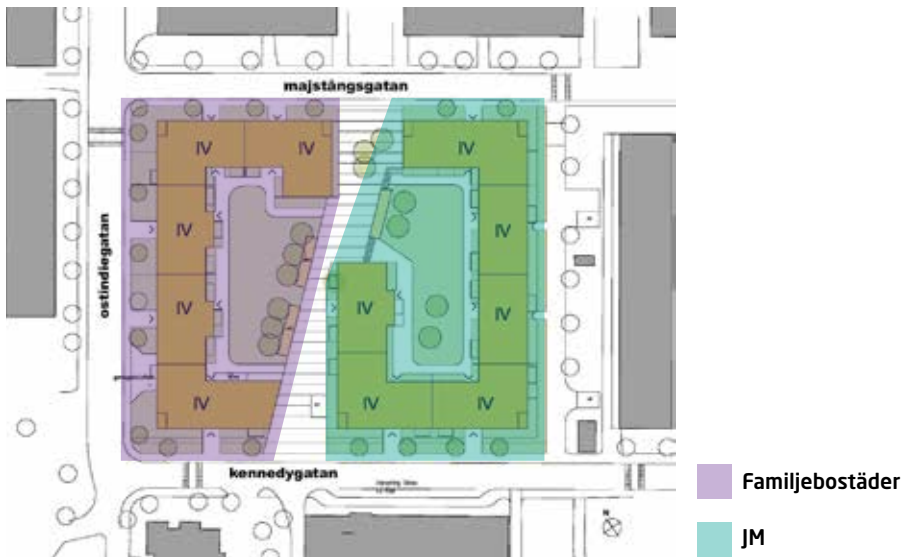 majstångsgatan
IV
IV
IV
IV
IV
IV
ostindiegatan
IV
IV
IV
IV
IV
IV
kennedygatan
N
Familjebostäder
JM